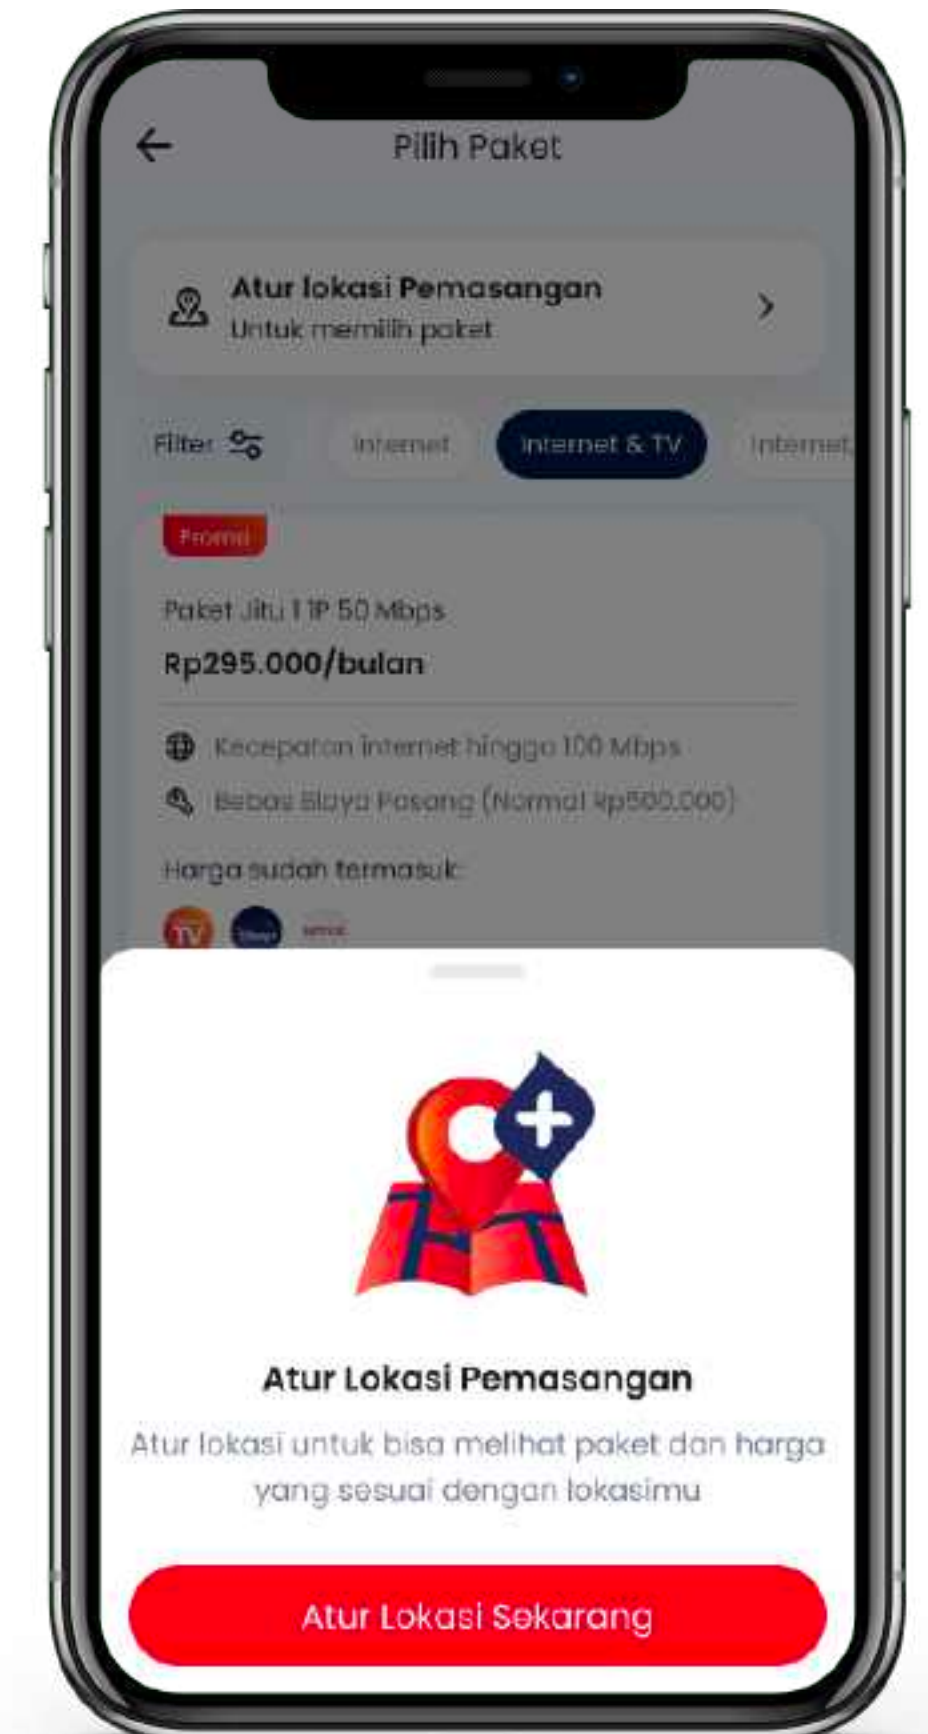 Pilih Paket
Atur lokasi Pemasangan
Untuk memilih paket
Filter
Internet
Internet & TV
Internet,
Promo
Paket Jitu 1 1P 50 Mbps
Rp295.000/bulan
Kecepatan internet hingga 100 Mbps
Bebas Biaya Pasang (Normal Rp500.000)
Harga sudah termasuk:
TV
Atur Lokasi Pemasangan
Atur lokasi untuk bisa melihat paket dan harga
yang sesuai dengan lokasimu
Atur Lokasi Sekarang